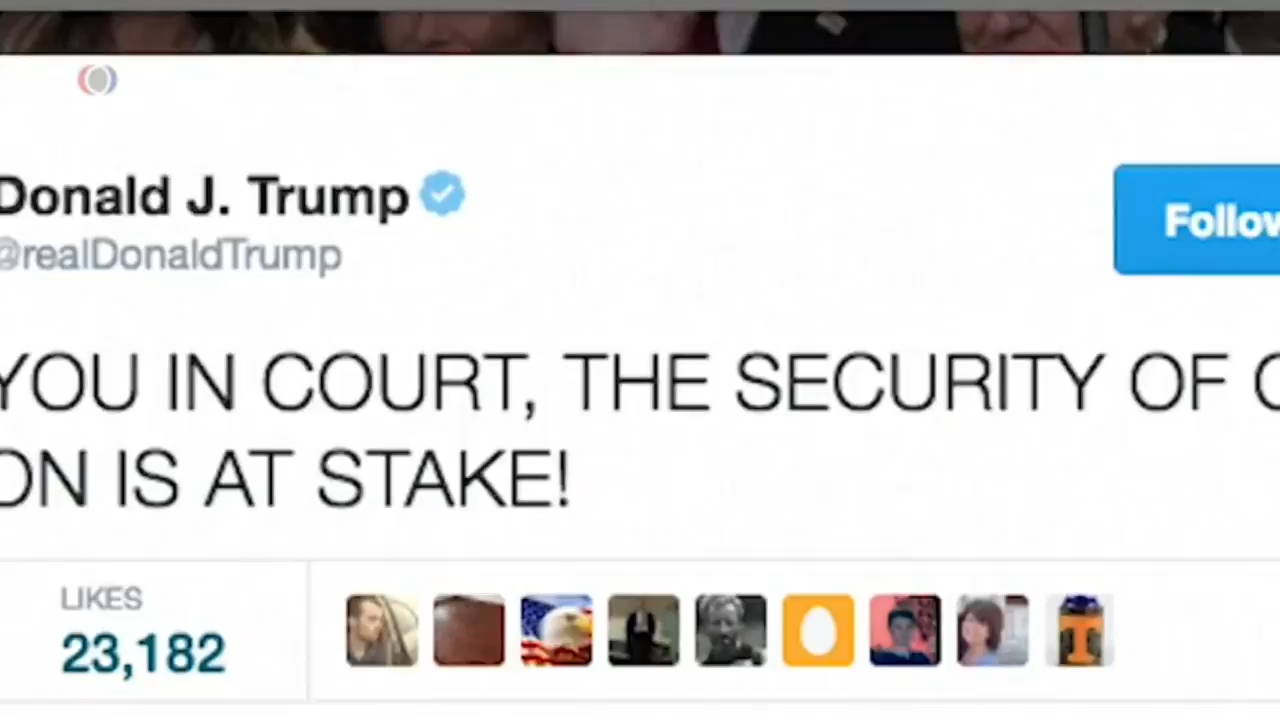 Donald J. Trump
@realDonaldTrump
Follow
YOU IN COURT, THE SECURITY OF
ON IS AT STAKE!
LIKES
23,182